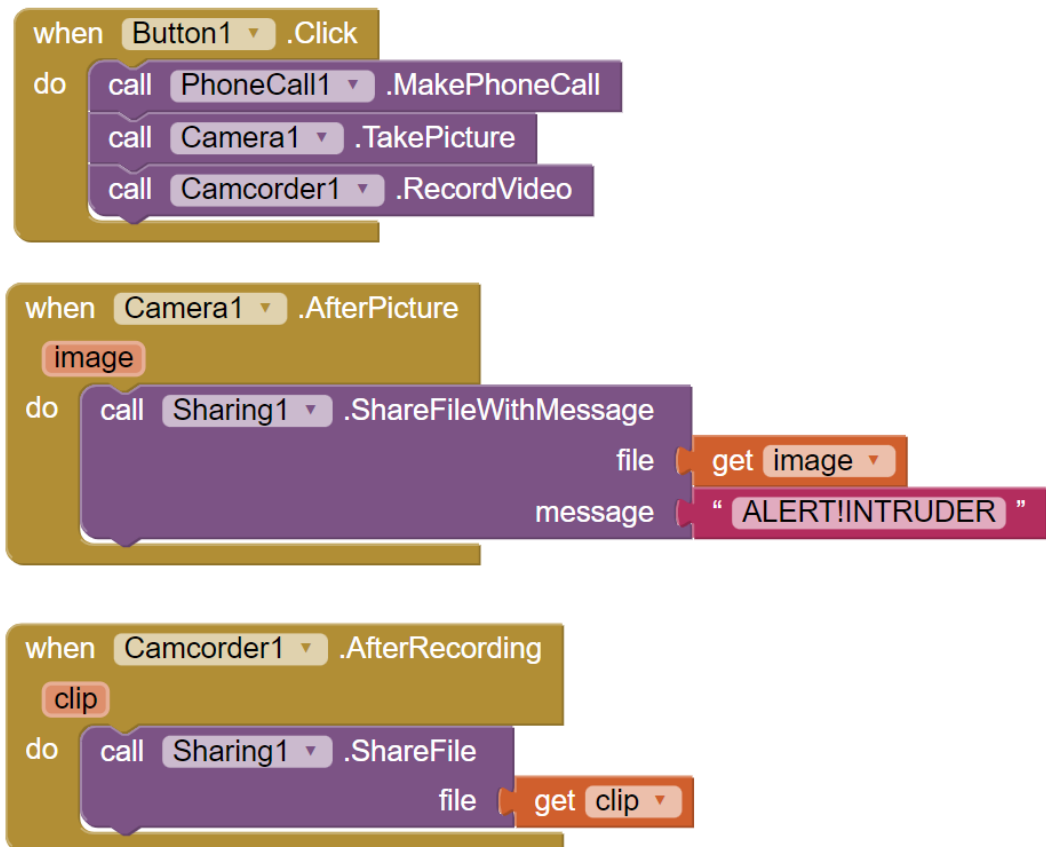 when Button1 .Click
do call PhoneCall1 .MakePhoneCall
call Camera1 .TakePicture
call Camcorder1 .RecordVideo
when Camera1 .AfterPicture
image
do call Sharing1 .ShareFileWithMessage
file get image
message “ ALERT!INTRUDER ”
when Camcorder1 .AfterRecording
clip
do call Sharing1 .ShareFile
file get clip